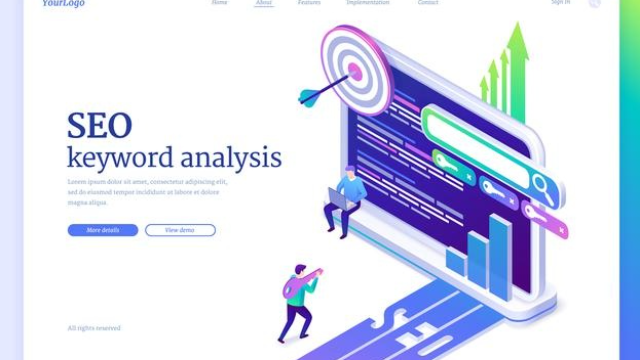 YourLogo
Home About Features Implementation Contact Sign In
SEO
keyword analysis
Lorem ipsum dolor sit amet, consectetur adipiscing elit,
sed do eiusmod tempor incididunt ut labore et dolore
magna aliqua.
More details View demo
All rights reserved